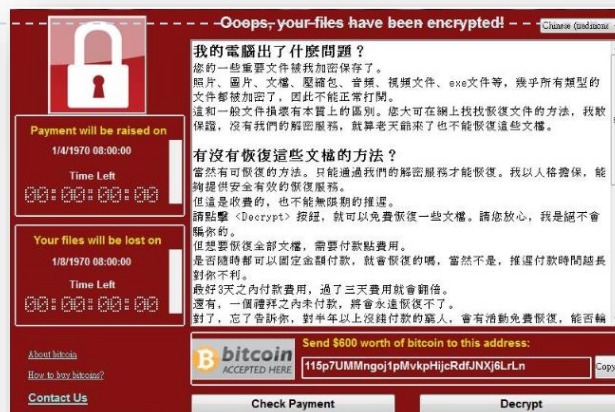 Ooops, your files have been encrypted!
Chinese (traditiona
我的電腦出了什麼問題？
您的一些重要文件被我加密保存了。
照片、圖片、文檔、壓縮包、音頻、視頻文件、exe文件等，幾乎所有類型的
文件都被加密了，因此不能正常打開。
這和一般文件損壞有本質上的區別。您大可在網上找找恢復文件的方法，我敢
保證，沒有我們的解密服務，就算老天爺來了也不能恢復這些文檔。
有沒有恢復這些文檔的方法？
當然有可恢復的方法。只能通過我們的解密服務才能恢復。我以人格擔保，能
夠提供安全有效的恢復服務。
但這是收費的，也不能無限期的推遲。
請點擊 <Decrypt> 按鈕，就可以免費恢復一些文檔。請您放心，我是絕不會
騙你的。
但想要恢復全部文檔，需要付款點費用。
是否隨時都可以固定金額付款，就會恢復的嗎，當然不是，推遲付款時間越長
對你不利。
最好3天之內付款費用，過了三天費用就會翻倍。
還有，一個禮拜之內未付款，將會永遠恢復不了。
對了，忘了告訴你，對半年以上沒錢付款的窮人，會有活動免費恢復，能否輪
Payment will be raised on
1/4/1970 08:00:00
Time Left
00:00:00:00
Your files will be lost on
1/8/1970 08:00:00
Time Left
00:00:00:00
About bitcoin
How to buy bitcoins?
Contact Us
bitcoin
ACCEPTED HERE
Send $600 worth of bitcoin to this address:
115p7UMMngoj1pMvkpHijcRdfJNXj6LrLn
Copy
Check Payment
Decrypt